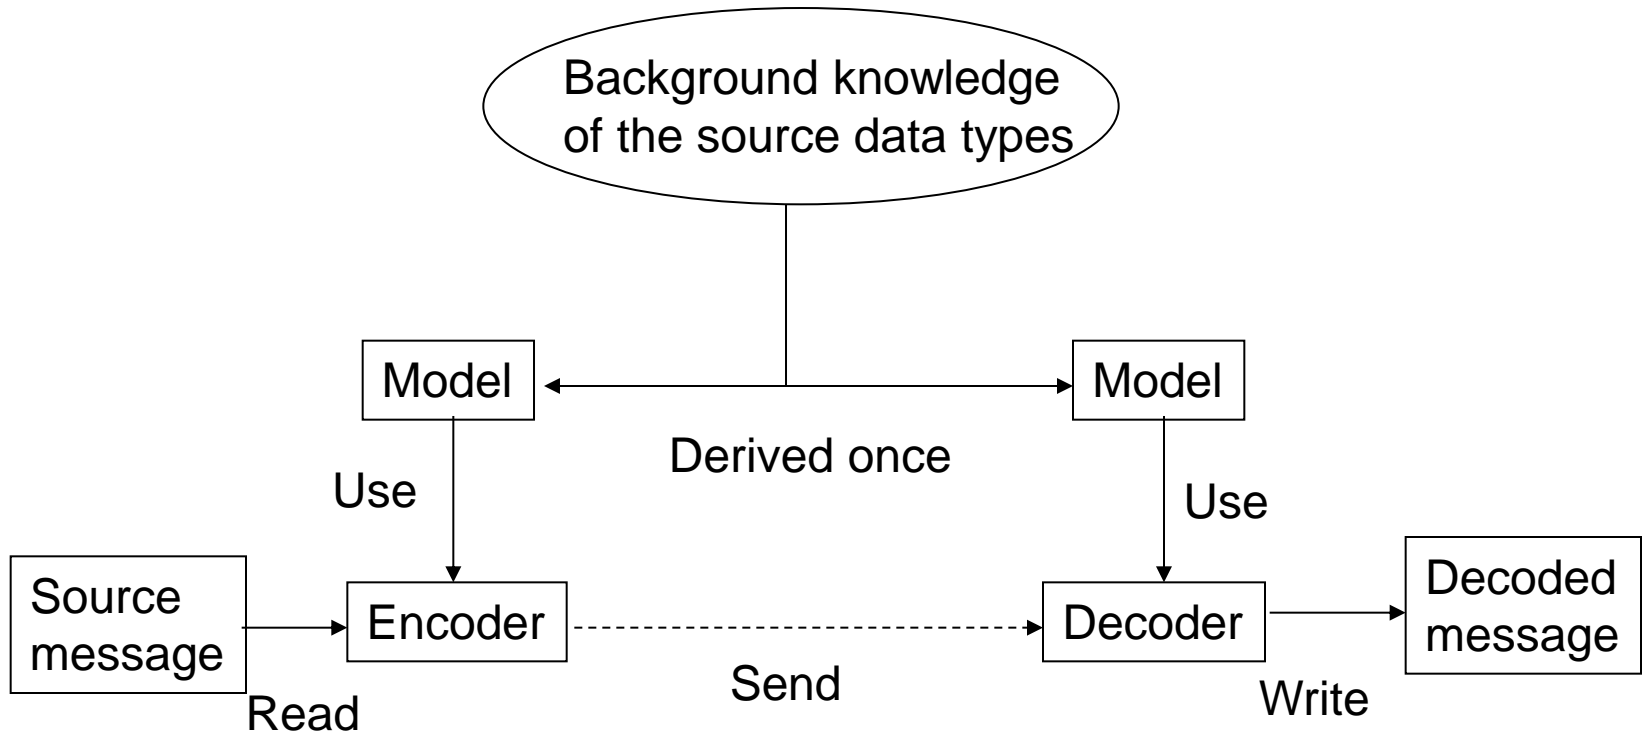 Background knowledge
of the source data types
Model
Model
Derived once
Use
Use
Source
message
Encoder
Decoder
Decoded
message
Send
Read
Write